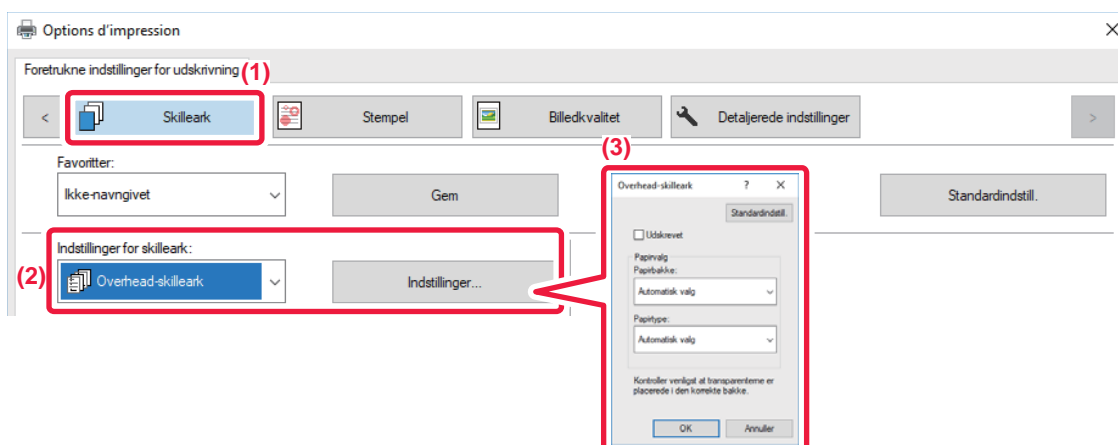 Options d'impression
Foretrukne indstillinger for udskrivning
(1)
< Skilleark Stempel Billedkvalitet Detaljerede indstillinger >
(3)
Favoritter:
Ikke-navngivet Gem Standardindstill.
Indstillinger for skilleark:
(2) Overhead-skilleark Indstillinger...
Overhead-skilleark ?
Standardindstill.
Udskrevet
Papirvalg
Papirbakke:
Automatisk valg
Papirtype:
Automatisk valg
Kontroller venligst at transparenterne er
placerede i den korrekte bakke.
OK Annuller